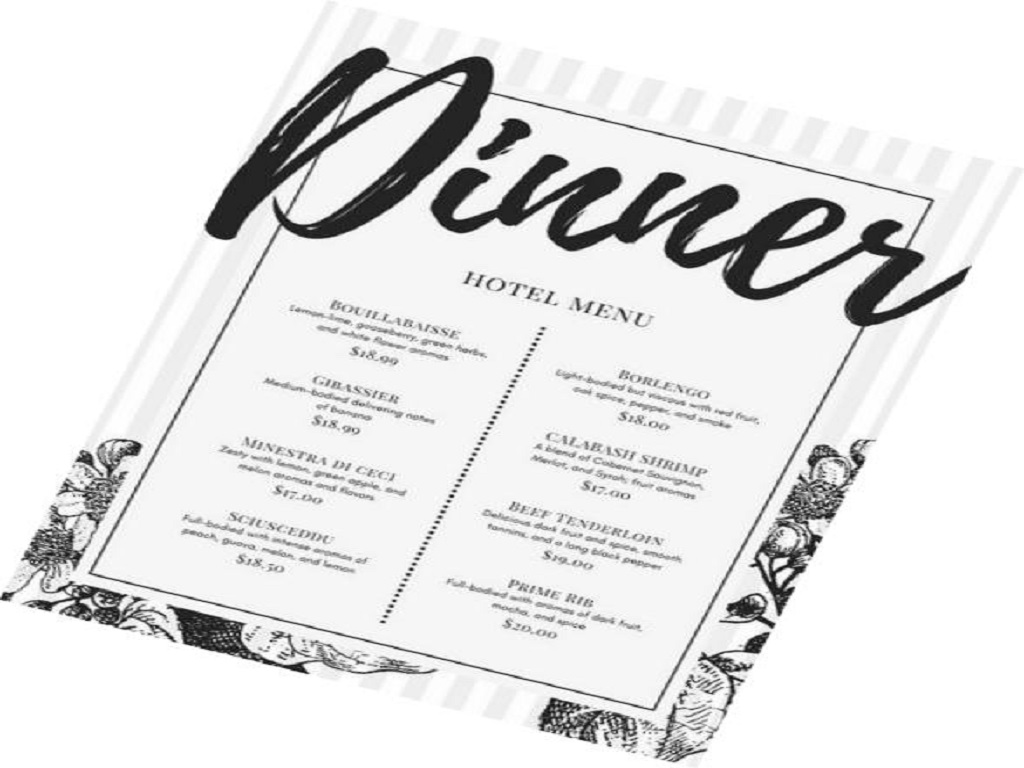 Dinner
HOTEL MENU
BOUILLABAISSE
Lemon-lime, gooseberry, green herbs,
and white flower aromas
$18.99
GIBASSIER
Medium-bodied delivering notes
of banana
$18.99
MINESTRA DI CECI
Zesty with lemon, green apple, and
melon aromas and flavors
$17.00
SCIUSCEDDU
Full-bodied with intense aromas of
peach, guava, melon, and lemon
$18.50
BORLENGO
Light-bodied but viscous with red fruit,
oak spice, pepper, and smoke
$18.00
CALABASH SHRIMP
A blend of Cabernet Sauvignon,
Merlot, and Syrah; fruit aromas
$17.00
BEEF TENDERLOIN
Delicious dark fruit and spice, smooth
tannins, and a long black pepper
$19.00
PRIME RIB
Full-bodied with aromas of dark fruit,
mocha, and spice
$20.00